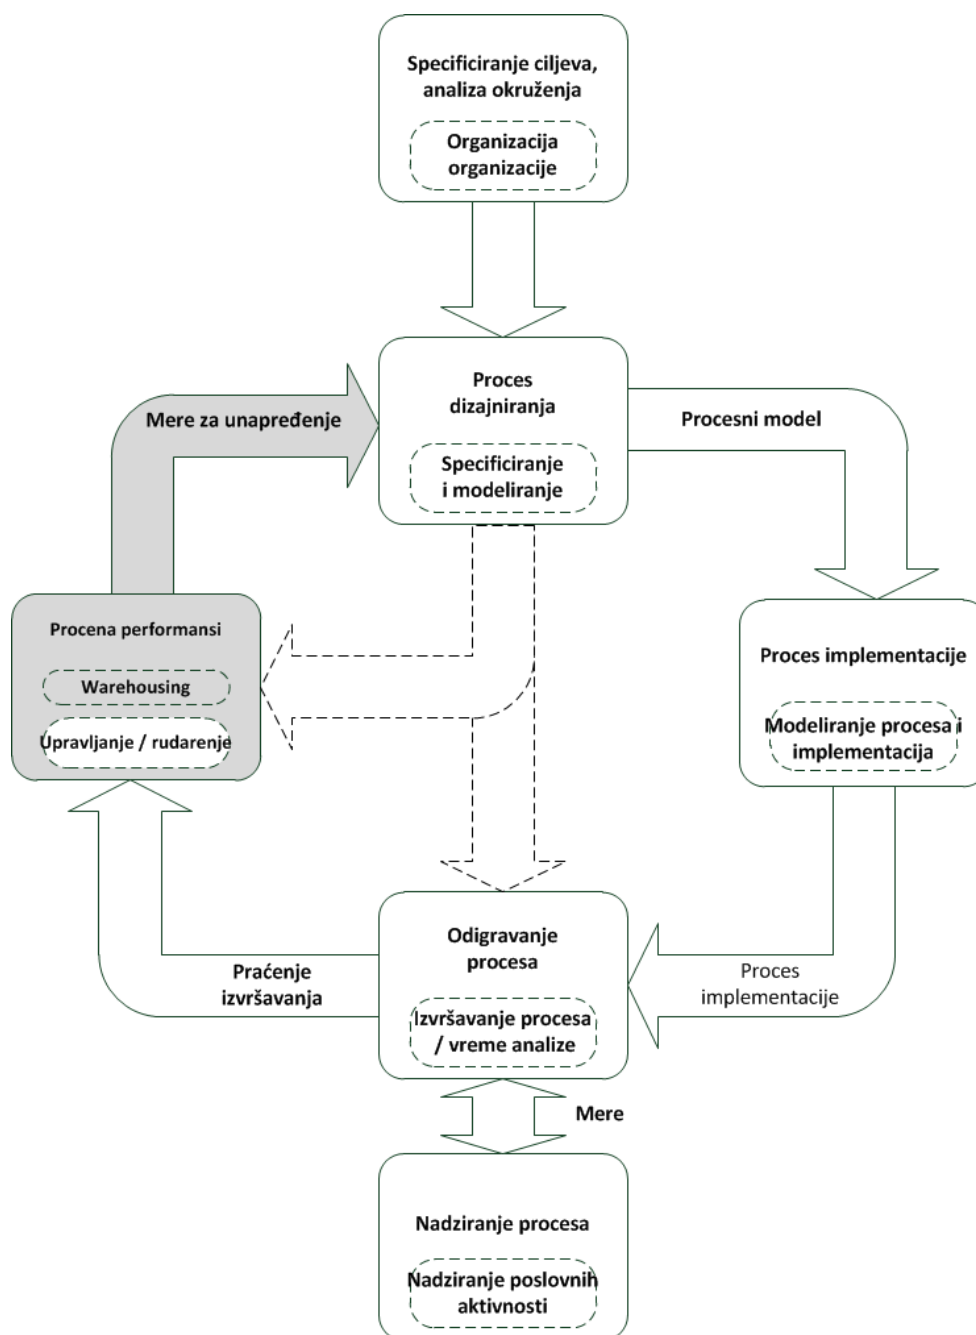 Specificiranje ciljeva,
analiza okruženja
Organizacija
organizacije
Proces
dizajniranja
Specificiranje
i modeliranje
Mere za unapređenje
Procesni model
Procena performansi
Warehousing
Upravljanje / rudarenje
Proces implementacije
Modeliranje procesa i
implementacija
Odigravanje
procesa
Izvršavanje procesa
/ vreme analize
Praćenje
izvršavanja
Proces
implementacije
Mere
Nadziranje procesa
Nadziranje poslovnih
aktivnosti